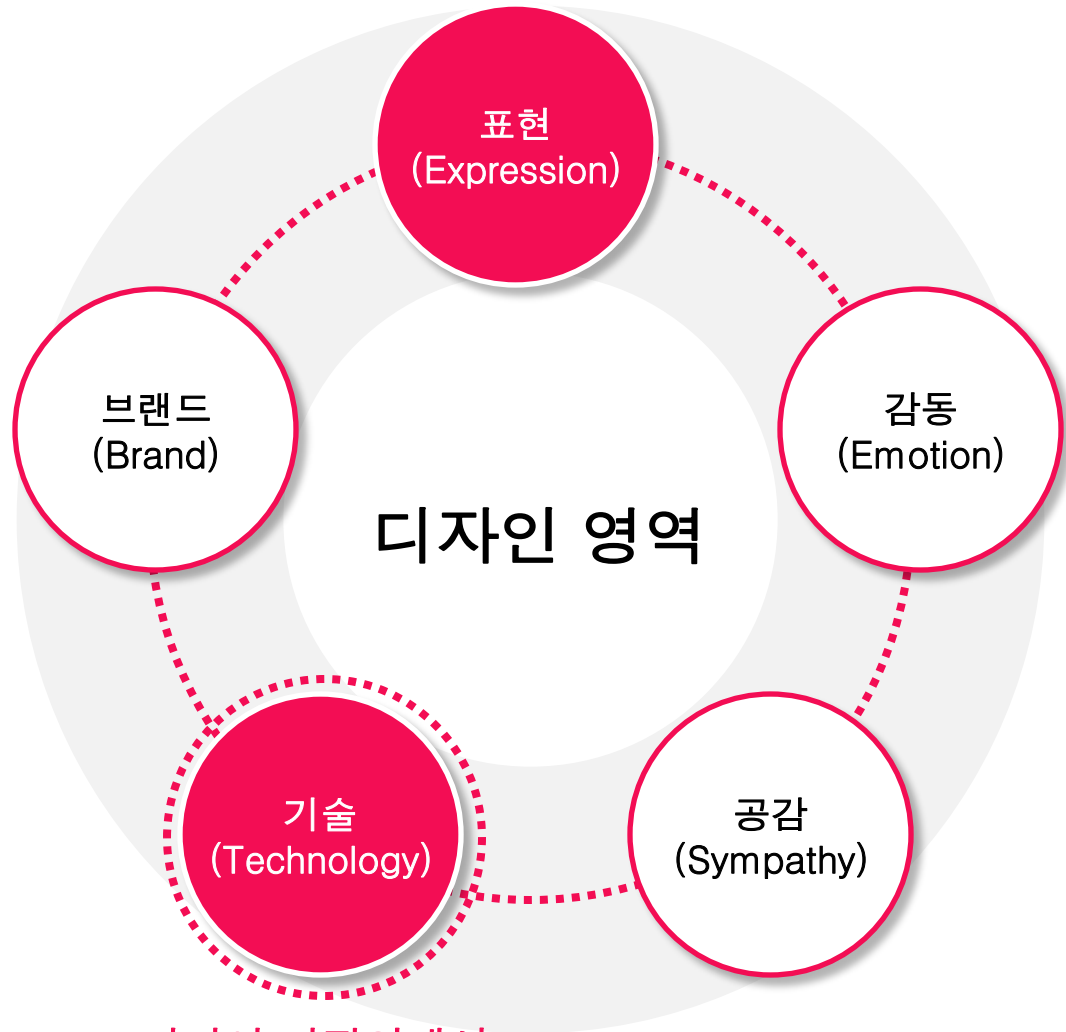 표현
(Expression)
브랜드
(Brand)
감동
(Emotion)
디자인 영역
기술
(Technology)
공감
(Sympathy)